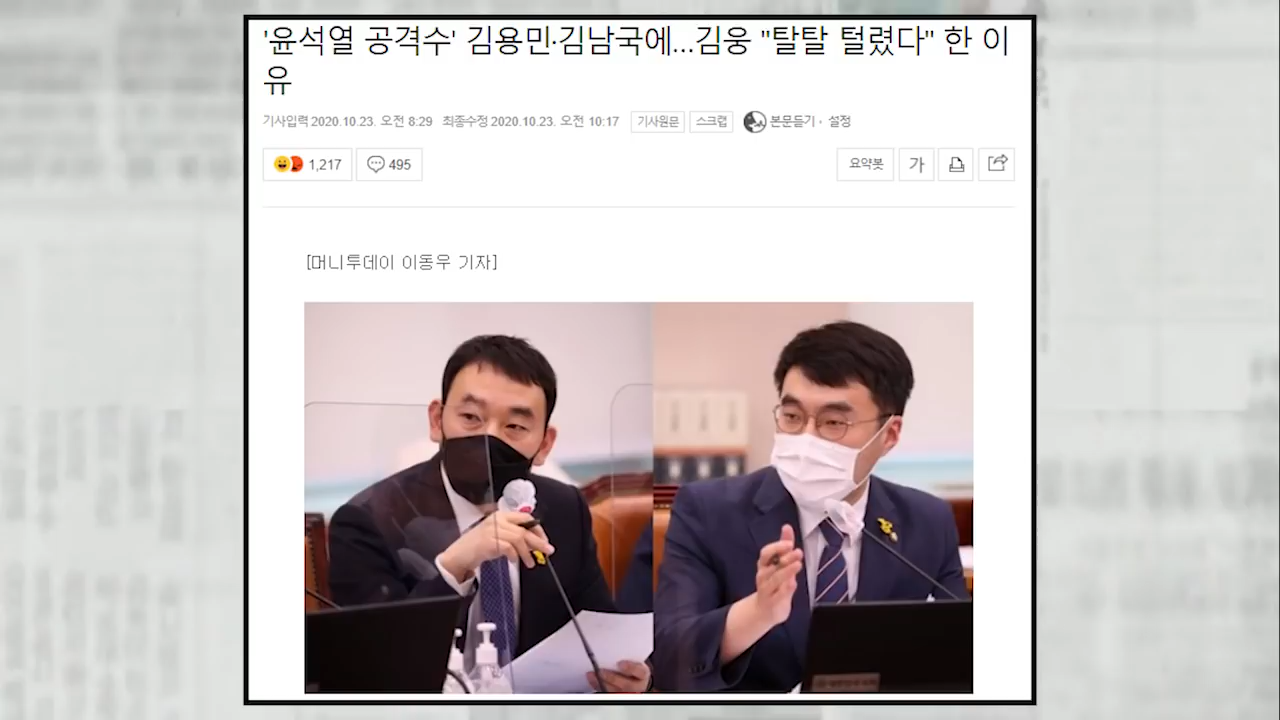 '윤석열 공격수' 김용민·김남국에...김웅 "탈탈 털렸다" 한 이
유
기사입력 2020.10.23. 오전 8:29 최종수정 2020.10.23. 오전 10:17 기사원문 스크랩 본문듣기 · 설정
1,217 495 요약봇 가
[머니투데이 이동우 기자]